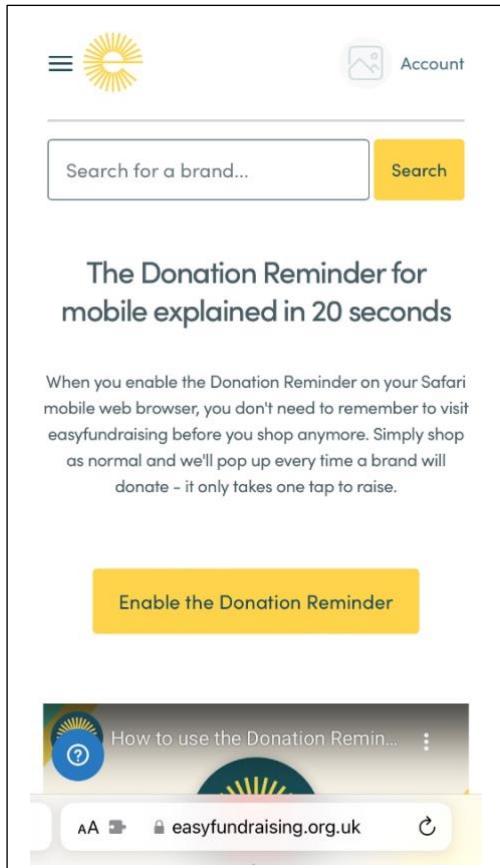 Account
Search for a brand...
Search
The Donation Reminder for
mobile explained in 20 seconds
When you enable the Donation Reminder on your Safari
mobile web browser, you don't need to remember to visit
easyfundraising before you shop anymore. Simply shop
as normal and we'll pop up every time a brand will
donate - it only takes one tap to raise.
Enable the Donation Reminder
How to use the Donation Remin...
AA easyfundraising.org.uk